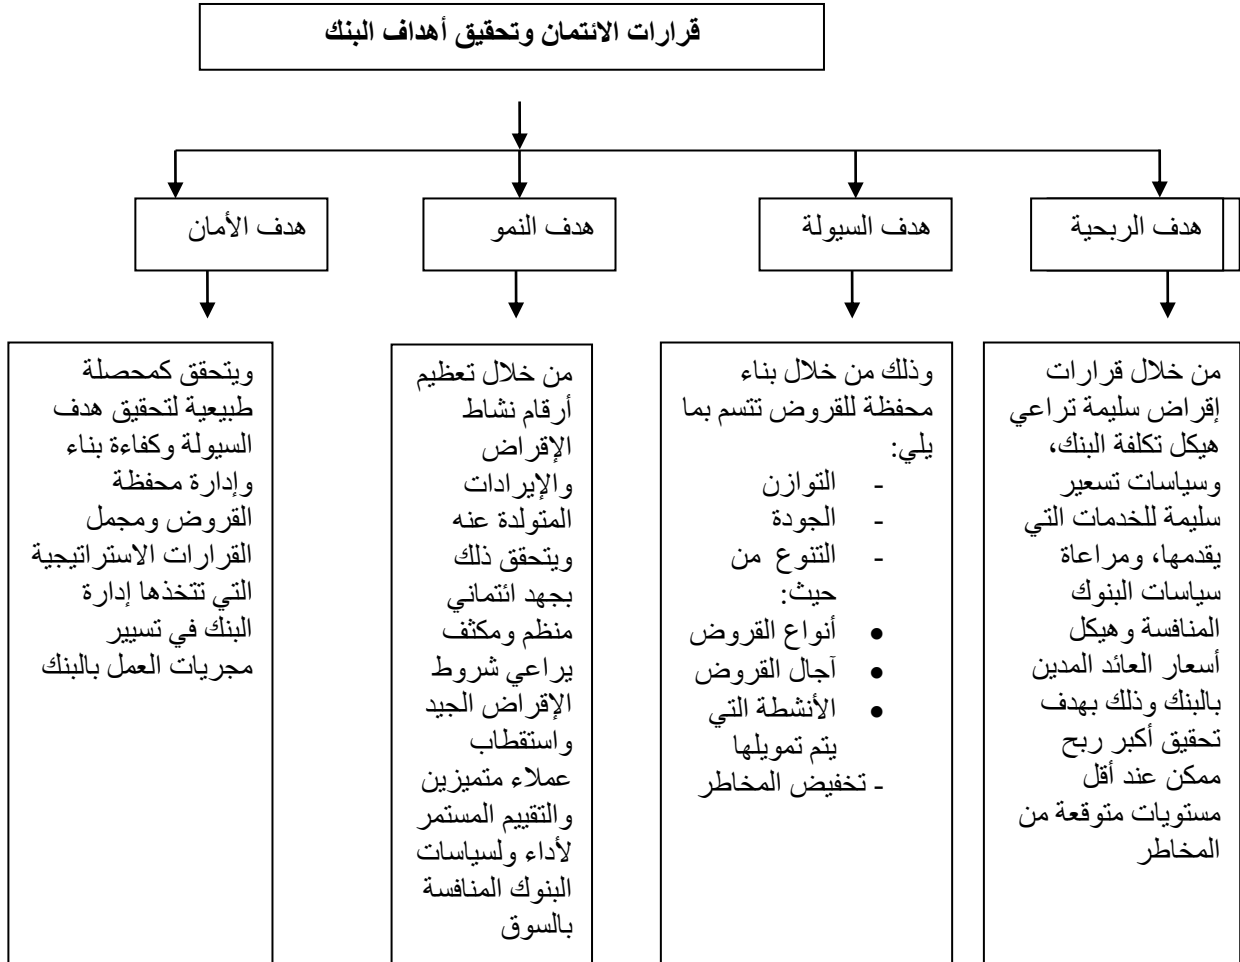 قرارات الائتمان وتحقيق أهداف البنك
هدف الربحية
هدف السيولة
هدف النمو
هدف الأمان
من خلال قرارات
إقراض سليمة تراعي
هيكل تكلفة البنك،
وسياسات تسعير
سليمة للخدمات التي
يقدمها، ومراعاة
سياسات البنوك
المنافسة وهيكل
أسعار العائد المدين
بالبنك وذلك بهدف
تحقيق أكبر ربح
ممكن عند أقل
مستويات متوقعة من
المخاطر
وذلك من خلال بناء
محفظة للقروض تتسم بما
يلي:
- التوازن
- الجودة
- التنوع من
حيث:
• أنواع القروض
• آجال القروض
• الأنشطة التي
يتم تمويلها
- تخفيض المخاطر
من خلال تعظيم
أرقام نشاط
الإقراض
والإيرادات
المتولدة عنه
ويتحقق ذلك
بجهد ائتماني
منظم ومكثف
يراعي شروط
الإقراض الجيد
واستقطاب
عملاء متميزين
والتقييم المستمر
لأداء ولسياسات
البنوك المنافسة
بالسوق
ويتحقق كمحصلة
طبيعية لتحقيق هدف
السيولة وكفاءة بناء
وإدارة محفظة
القروض ومجمل
القرارات الاستراتيجية
التي تتخذها إدارة
البنك في تسيير
مجريات العمل بالبنك